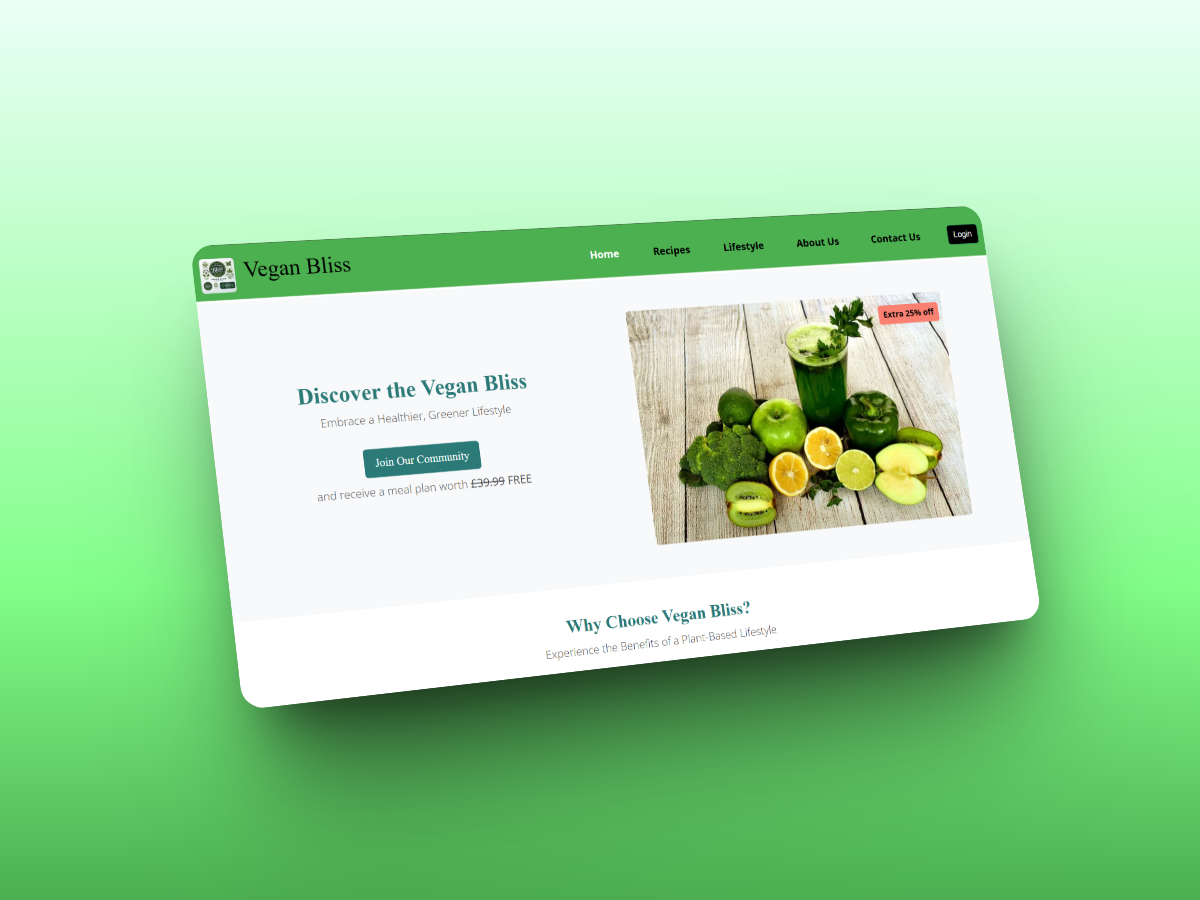 Vegan Bliss
Home
Recipes
Lifestyle
About Us
Contact Us
Login
Extra 25% off
Discover the Vegan Bliss
Embrace a Healthier, Greener Lifestyle
Join Our Community
and receive a meal plan worth £39.99 FREE
Why Choose Vegan Bliss?
Experience the Benefits of a Plant-Based Lifestyle